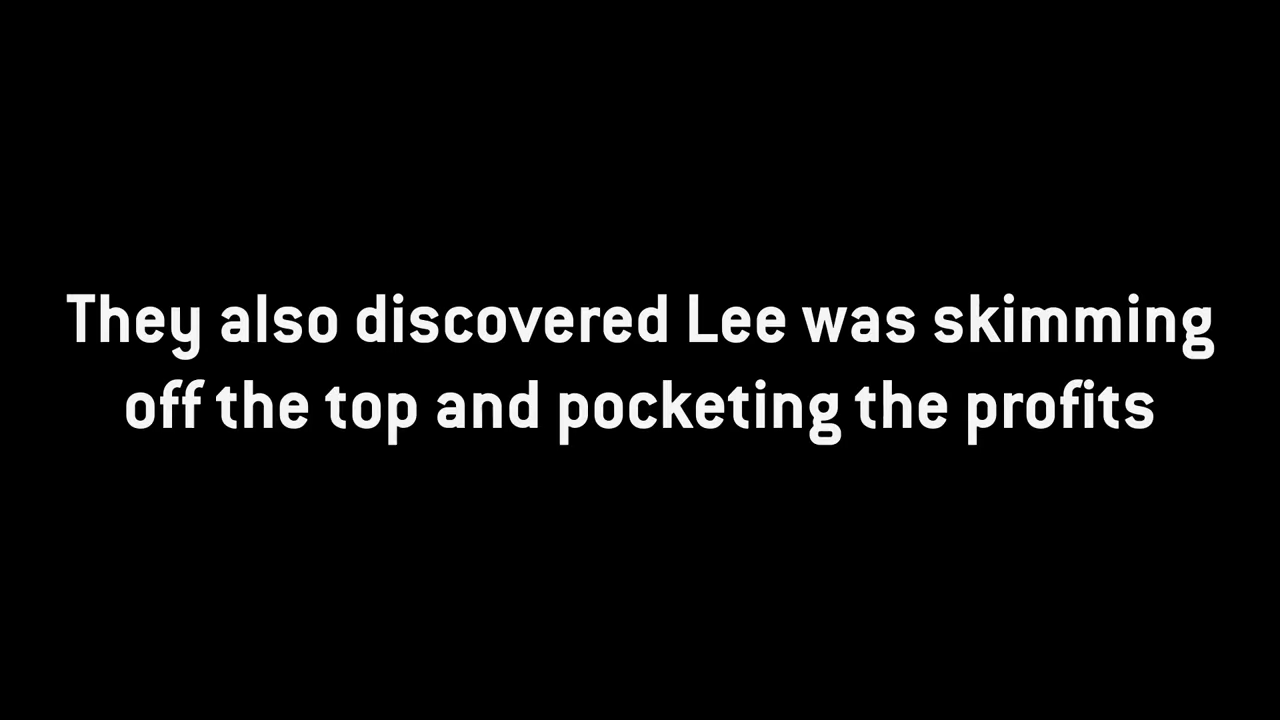 They also discovered Lee was skimming
off the top and pocketing the profits